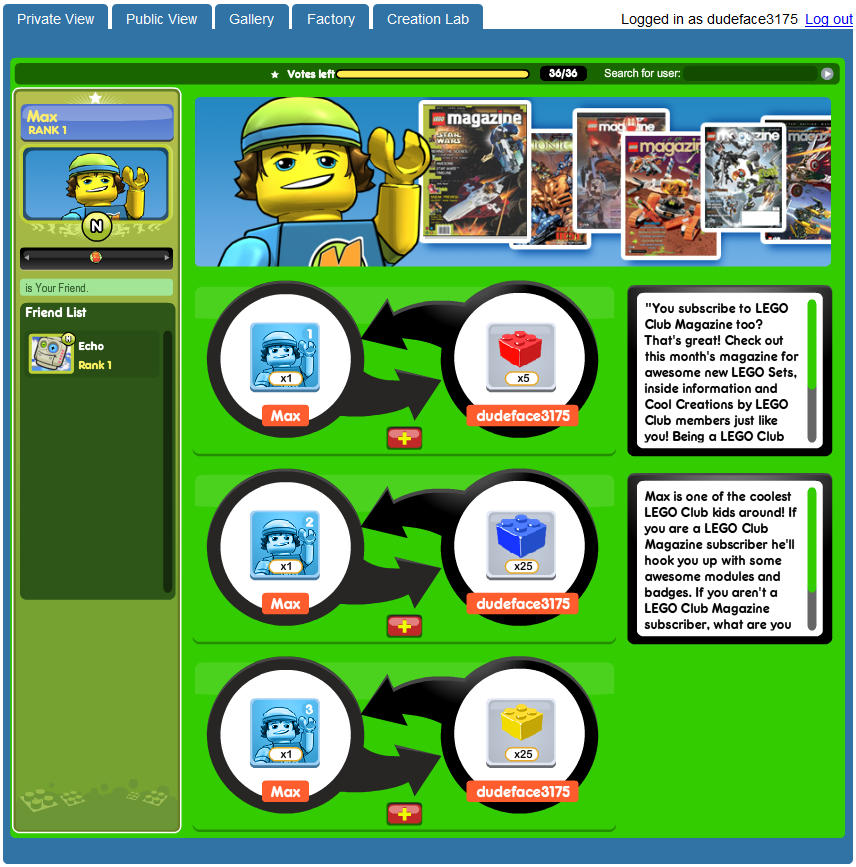 Private View
Public View
Gallery
Factory
Creation Lab
Logged in as dudeface3175 Log out
Votes left
36/36
Search for user:
Max
RANK 1
N
is Your Friend.
Friend List
N
Echo
Rank 1
LEGO magazine
STAR WARS
magazine
magazine
magazine
1
x1
Max
x5
dudeface3175
"You subscribe to LEGO
Club Magazine too?
That's great! Check out
this month's magazine for
awesome new LEGO Sets,
inside information and
Cool Creations by LEGO
Club members just like
you! Being a LEGO Club
2
x1
Max
x25
dudeface3175
Max is one of the coolest
LEGO Club kids around! If
you are a LEGO Club
Magazine subscriber he'll
hook you up with some
awesome modules and
badges. If you aren't a
LEGO Club Magazine
subscriber, what are you
3
x1
Max
x25
dudeface3175